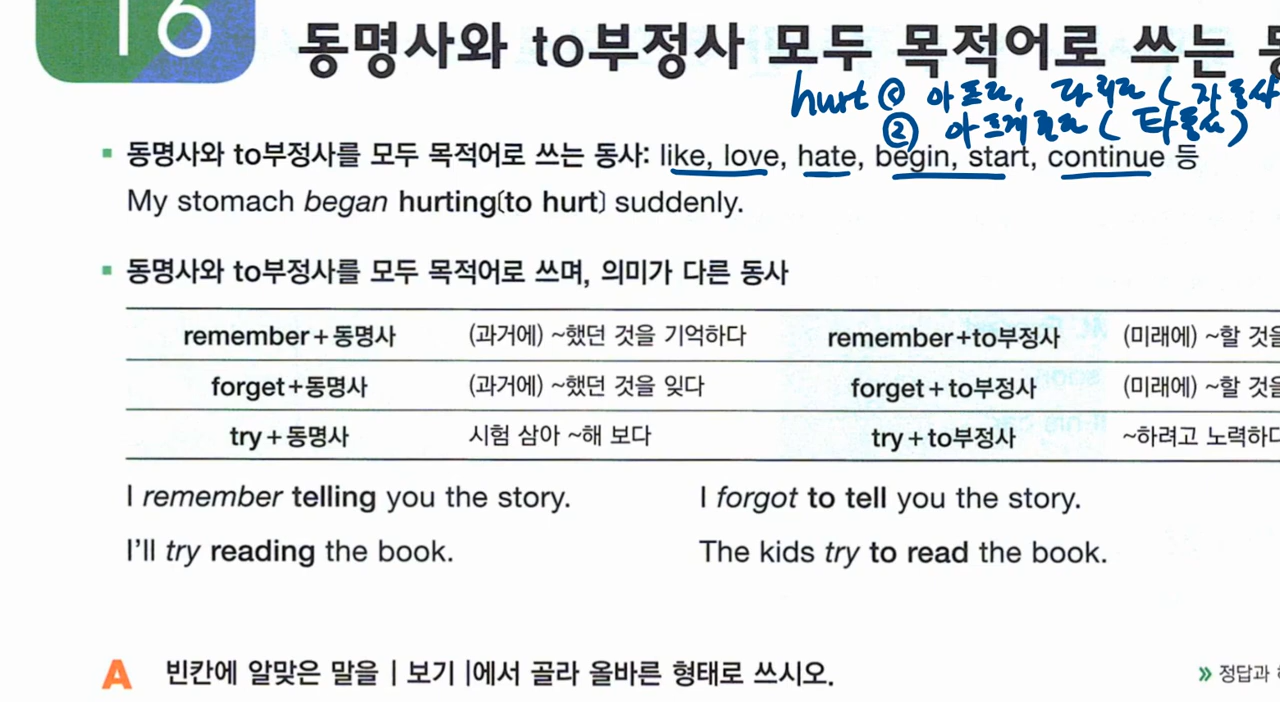 16
동명사와 to부정사 모두 목적어로 쓰는
hurt ① 아프다, 다치다 ( 자동사
② 아프게 하다 ( 타동사 )
▪ 동명사와 to부정사를 모두 목적어로 쓰는 동사: like, love, hate, begin, start, continue 등
My stomach began hurting(to hurt) suddenly.
▪ 동명사와 to부정사를 모두 목적어로 쓰며, 의미가 다른 동사
remember+동명사 (과거에) ~했던 것을 기억하다 remember+to부정사 (미래에) ~할 것을
forget+동명사 (과거에) ~했던 것을 잊다 forget+to부정사 (미래에) ~할 것을
try+동명사 시험 삼아 ~해 보다 try+to부정사 ~하려고 노력하다
I remember telling you the story. I forgot to tell you the story.
I'll try reading the book. The kids try to read the book.
A 빈칸에 알맞은 말을 | 보기 |에서 골라 올바른 형태로 쓰시오.
» 정답과